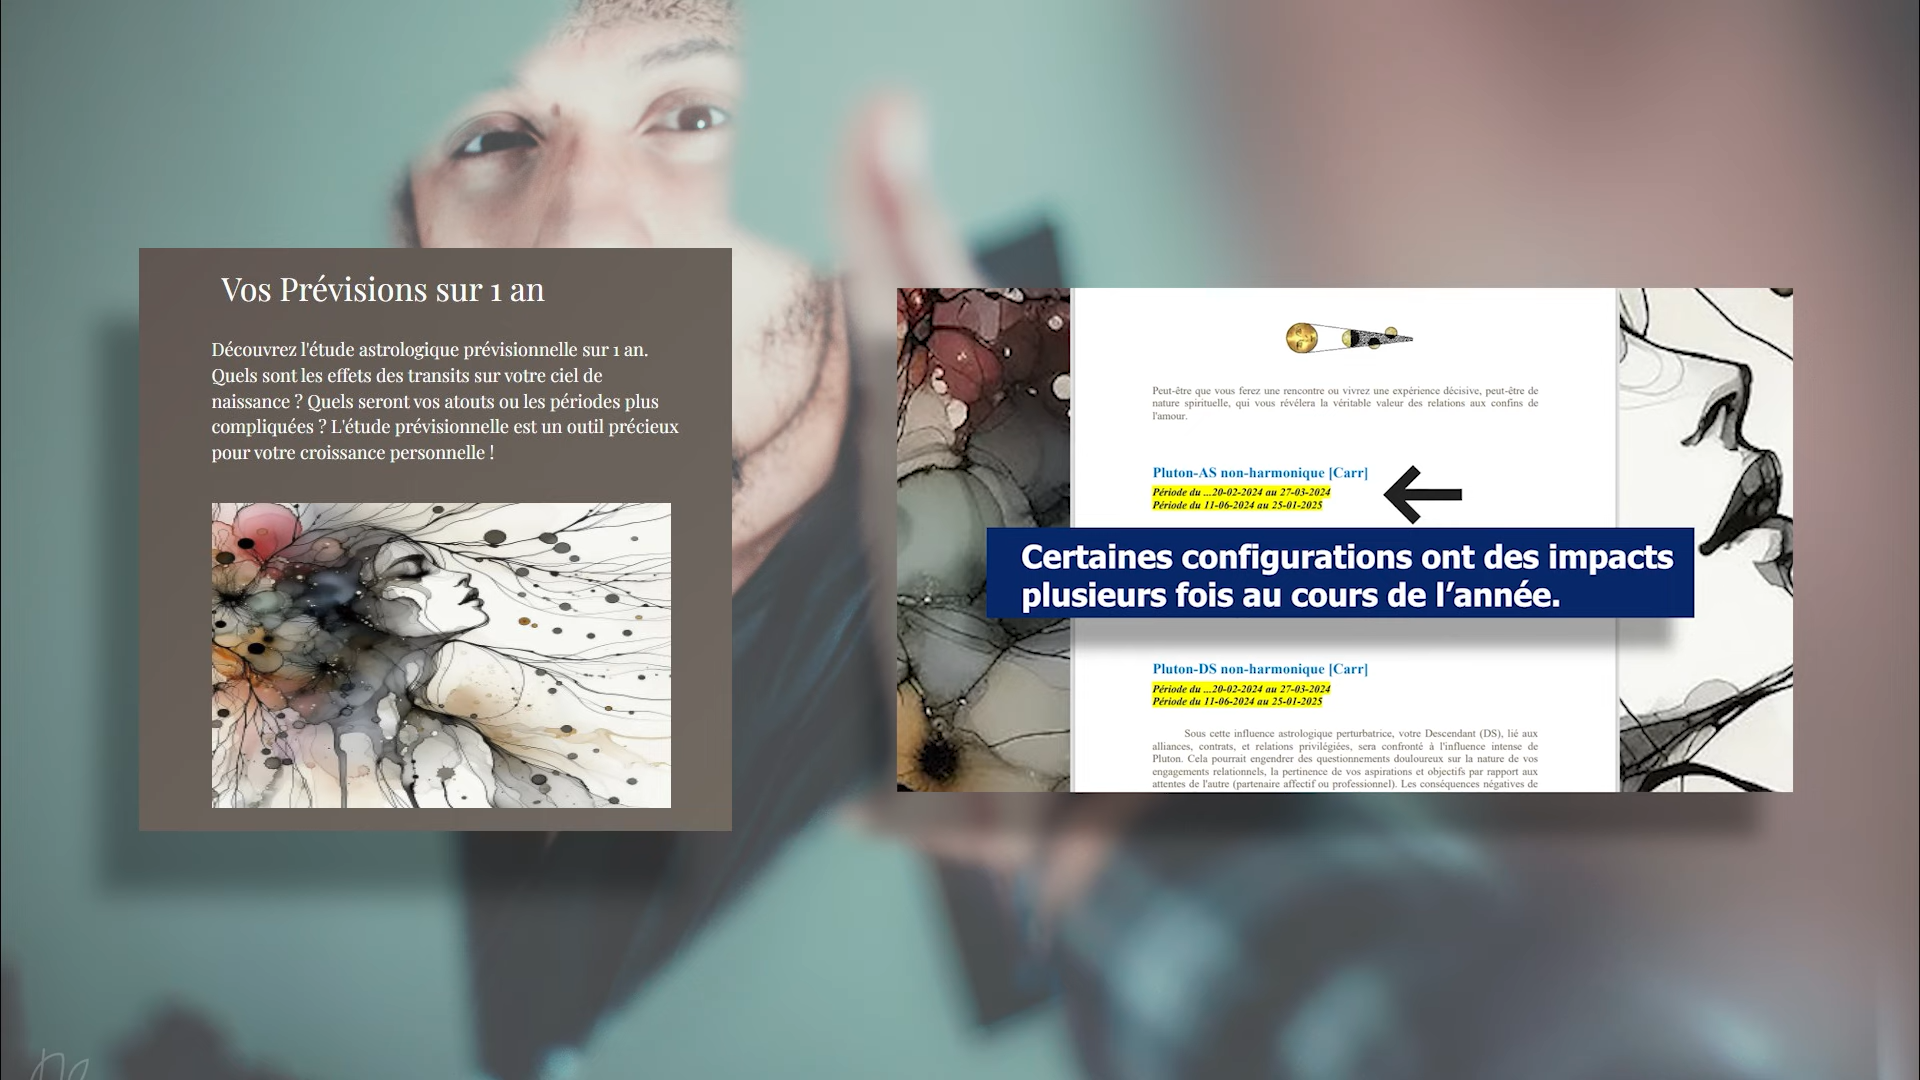 Vos Prévisions sur 1 an
Découvrez l'étude astrologique prévisionnelle sur 1 an.
Quels sont les effets des transits sur votre ciel de
naissance ? Quels seront vos atouts ou les périodes plus
compliquées ? L'étude prévisionnelle est un outil précieux
pour votre croissance personnelle !
Peut-être que vous ferez une rencontre ou vivrez une expérience décisive, peut-être de
nature spirituelle, qui vous révélera la véritable valeur des relations aux confins de
l'amour.
Pluton-AS non-harmonique [Carr]
Période du ...20-02-2024 au 27-03-2024
Période du 11-06-2024 au 25-01-2025
Certaines configurations ont des impacts
plusieurs fois au cours de l’année.
Pluton-DS non-harmonique [Carr]
Période du ...20-02-2024 au 27-03-2024
Période du 11-06-2024 au 25-01-2025
Sous cette influence astrologique perturbatrice, votre Descendant (DS), lié aux
alliances, contrats, et relations privilégiées, sera confronté à l'influence intense de
Pluton. Cela pourrait engendrer des questionnements douloureux sur la nature de vos
engagements relationnels, la pertinence de vos aspirations et objectifs par rapport aux
attentes de l'autre (partenaire affectif ou professionnel). Les conséquences négatives de